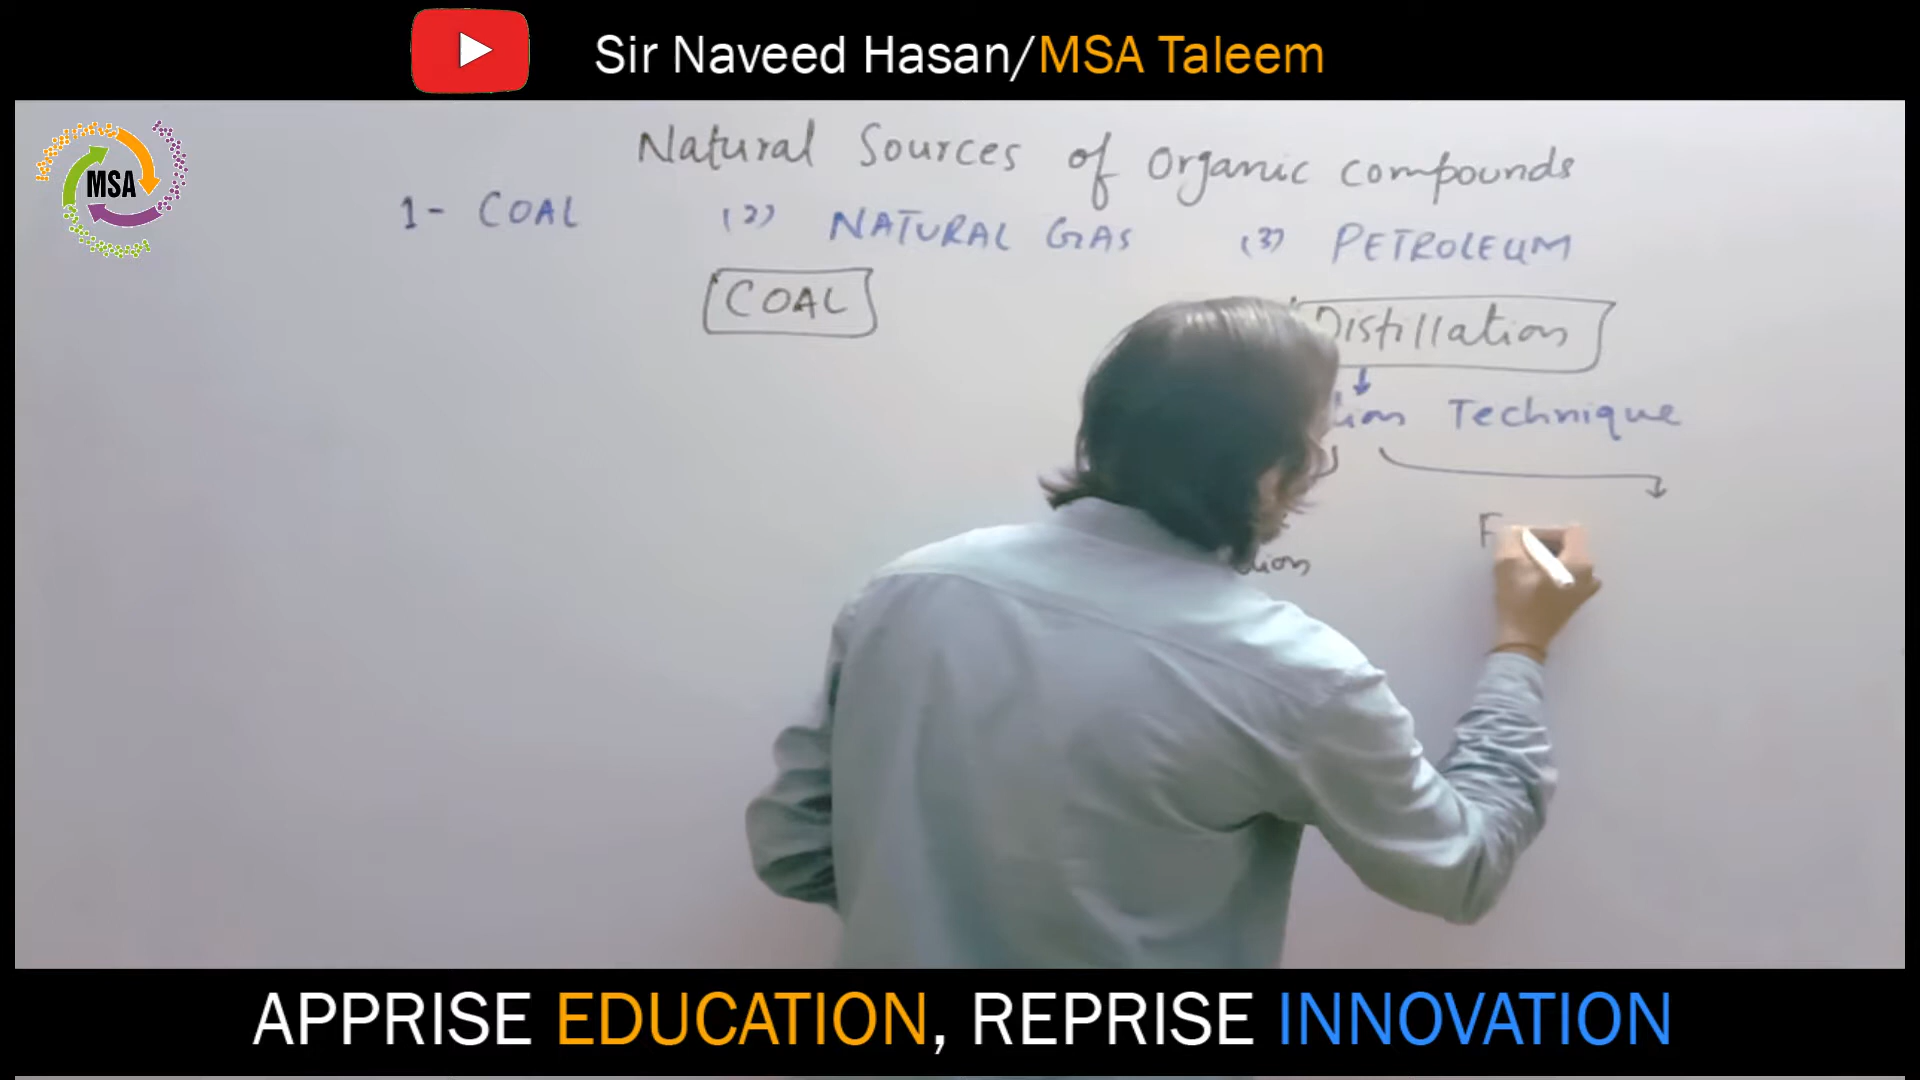 Sir Naveed Hasan/MSA Taleem
MSA
Natural Sources of Organic compounds
1- COAL (2) NATURAL GAS (3) PETROLEUM
COAL
Distillation
Technique
APPRISE EDUCATION, REPRISE INNOVATION